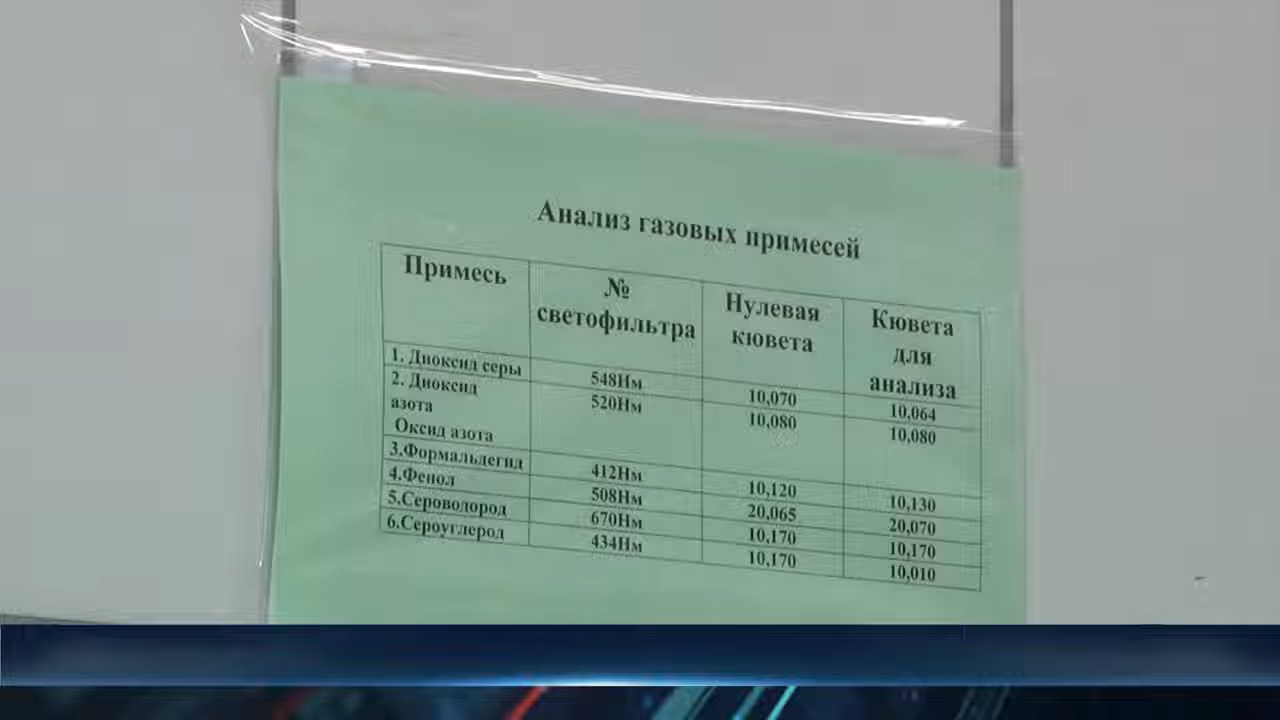 Анализ газовых примесей
Примесь № светофильтра Нулевая кювета Кювета для анализа
1. Диоксид серы 548Нм 10,070 10,064
2. Диоксид азота 520Нм 10,080 10,080
Оксид азота
3.Формальдегид 412Нм 10,120 10,130
4.Фенол 508Нм 20,065 20,070
5.Сероводород 670Нм 10,170 10,170
6.Сероуглерод 434Нм 10,170 10,010